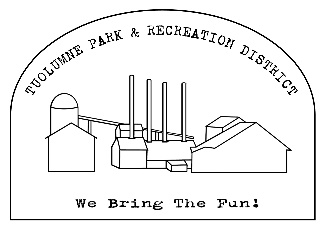 TUOLUMNE PARK & RECREATION DISTRICT
We Bring The Fun!